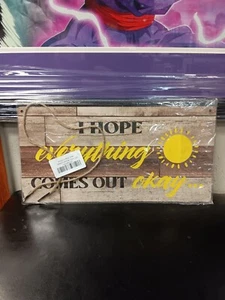 I HOPE
everything
COMES OUT okay...